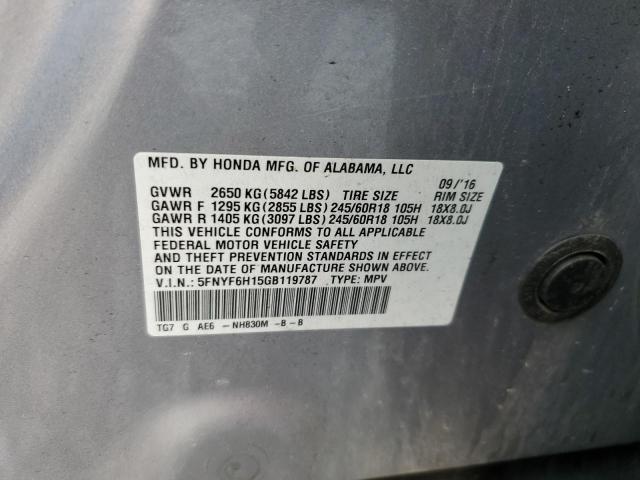 MFD. BY HONDA MFG. OF ALABAMA, LLC
09/'16
GVWR 2650 KG(5842 LBS) TIRE SIZE RIM SIZE
GAWR F 1295 KG(2855 LBS)245/60R18 105H 18X8.0J
GAWR R 1405 KG(3097 LBS)245/60R18 105H 18X8.0J
THIS VEHICLE CONFORMS TO ALL APPLICABLE
FEDERAL MOTOR VEHICLE SAFETY
AND THEFT PREVENTION STANDARDS IN EFFECT
ON THE DATE OF MANUFACTURE SHOWN ABOVE.
V.I.N.: 5FNYF6H15GB119787 TYPE: MPV
TG7 G AE6 -NH830M -B-B